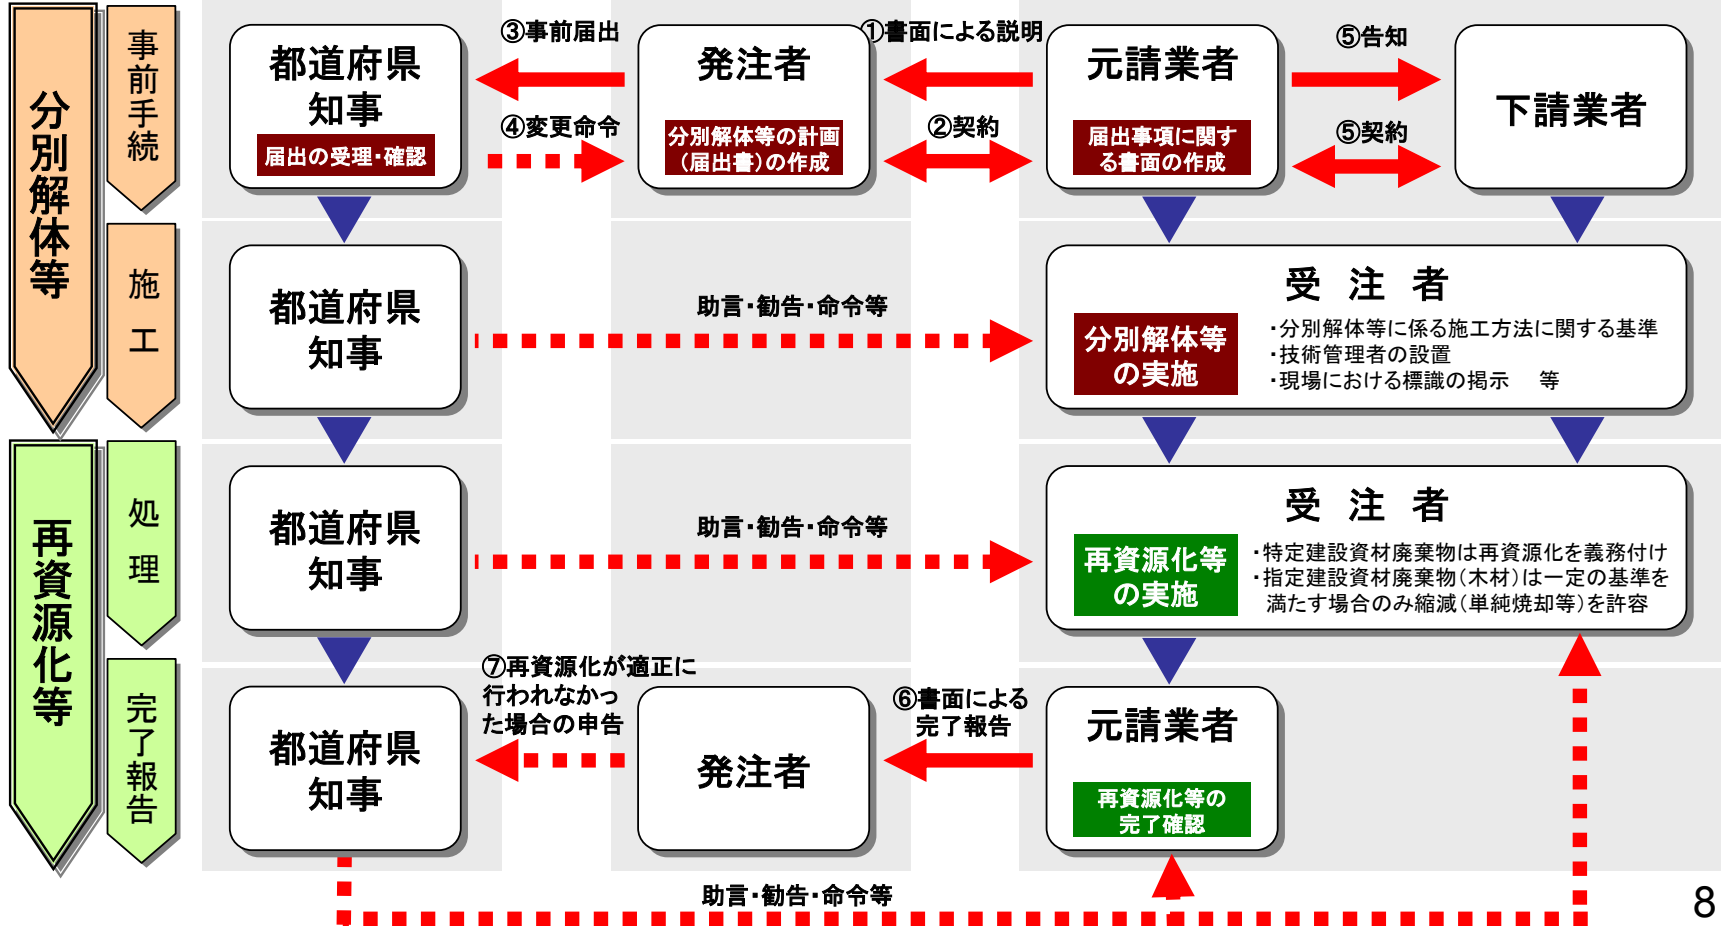 分別解体等
事前手続
③事前届出
①書面による説明
⑤告知
都道府県
知事
届出の受理・確認
④変更命令
発注者
分別解体等の計画
(届出書)の作成
②契約
元請業者
届出事項に関す
る書面の作成
⑤契約
下請業者
施工
都道府県
知事
助言・勧告・命令等
受 注 者
分別解体等
の実施
・分別解体等に係る施工方法に関する基準
・技術管理者の設置
・現場における標識の掲示 等
再資源化等
処理
都道府県
知事
助言・勧告・命令等
受 注 者
再資源化等
の実施
・特定建設資材廃棄物は再資源化を義務付け
・指定建設資材廃棄物(木材)は一定の基準を
満たす場合のみ縮減(単純焼却等)を許容
完了報告
都道府県
知事
⑦再資源化が適正に
行われなかっ
た場合の申告
発注者
⑥書面による
完了報告
元請業者
再資源化等の
完了確認
助言・勧告・命令等
8